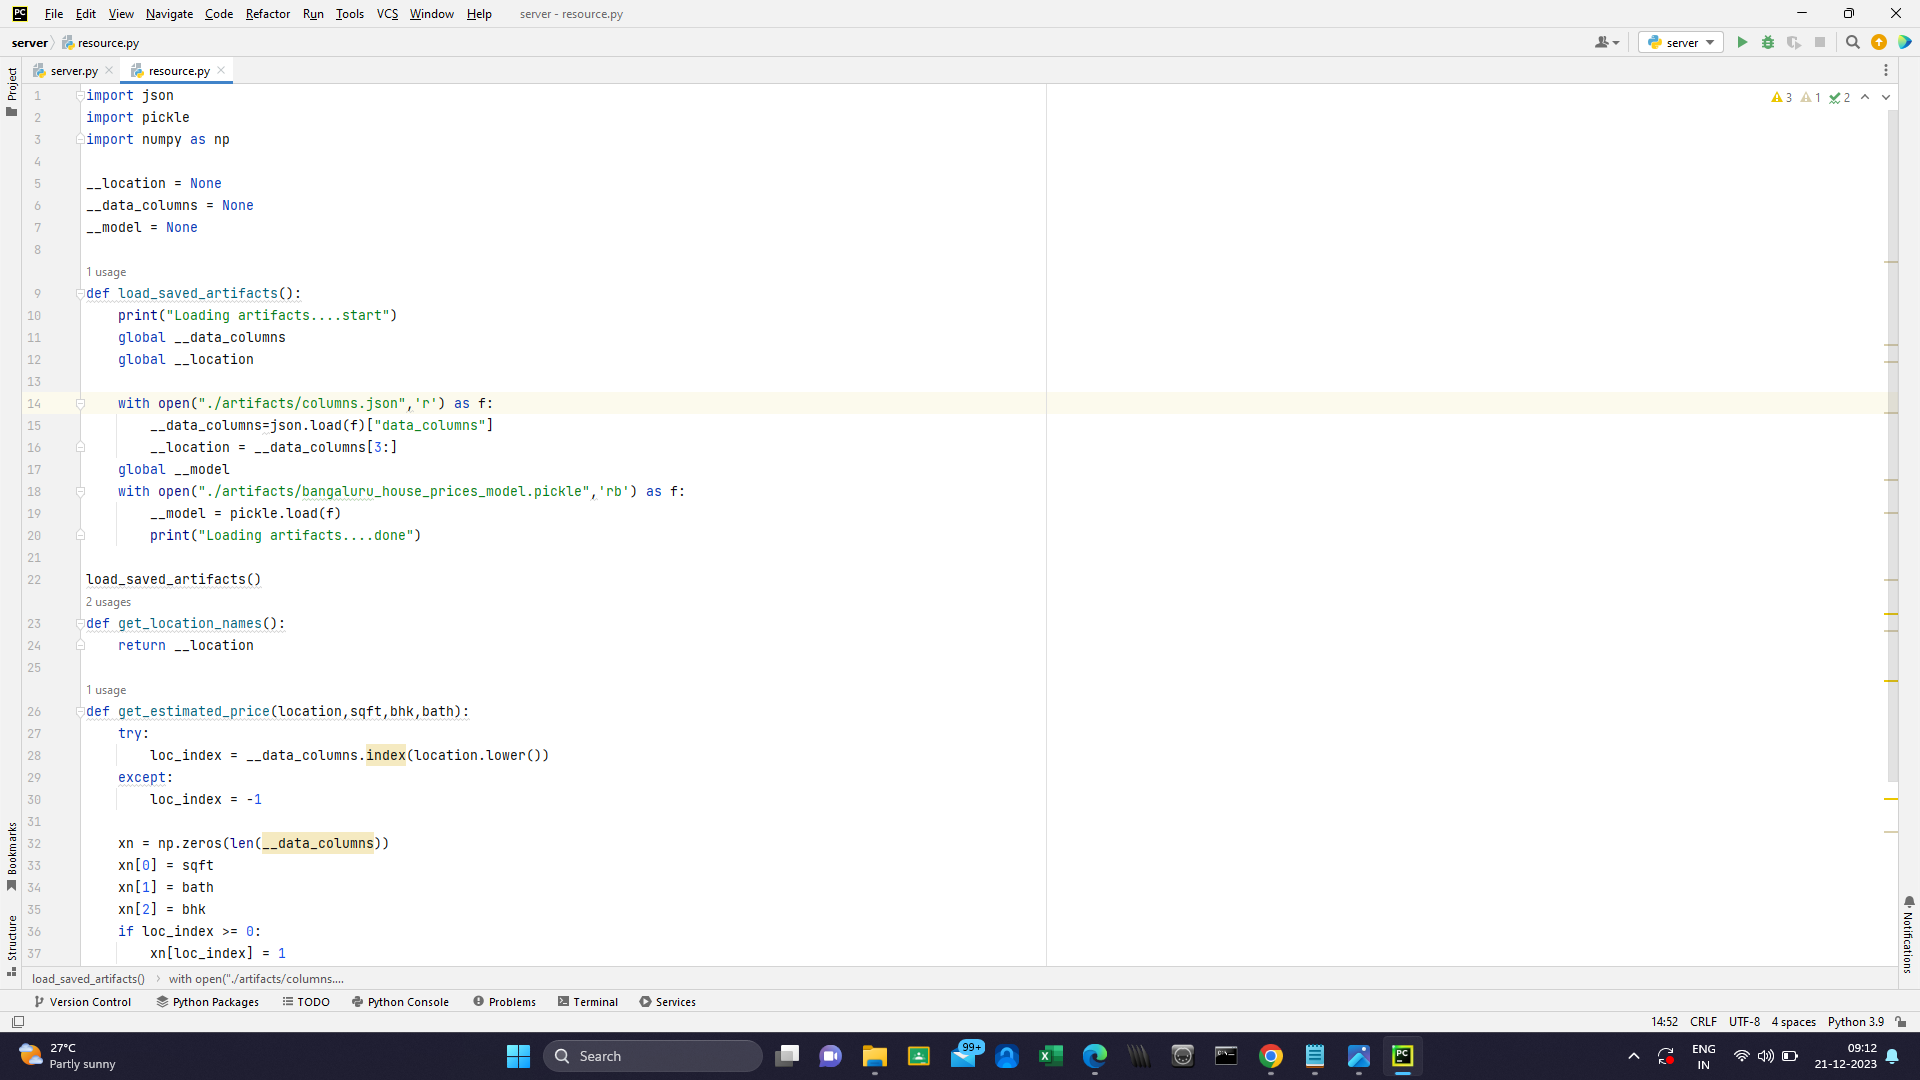 File Edit View Navigate Code Refactor Run Tools VCS Window Help server - resource.py
server resource.py server
server.py resource.py
Project
3 1 2
1 import json
2 import pickle
3 import numpy as np
4
5 __location = None
6 __data_columns = None
7 __model = None
8
1 usage
9 def load_saved_artifacts():
10 print("Loading artifacts....start")
11 global __data_columns
12 global __location
13
14 with open("./artifacts/columns.json",'r') as f:
15 __data_columns=json.load(f)["data_columns"]
16 __location = __data_columns[3:]
17 global __model
18 with open("./artifacts/bangaluru_house_prices_model.pickle",'rb') as f:
19 __model = pickle.load(f)
20 print("Loading artifacts....done")
21
22 load_saved_artifacts()
2 usages
23 def get_location_names():
24 return __location
25
1 usage
26 def get_estimated_price(location,sqft,bhk,bath):
27 try:
28 loc_index = __data_columns.index(location.lower())
29 except:
30 loc_index = -1
31
32 xn = np.zeros(len(__data_columns))
33 xn[0] = sqft
34 xn[1] = bath
35 xn[2] = bhk
36 if loc_index >= 0:
37 xn[loc_index] = 1
Bookmarks
Structure
Notifications
load_saved_artifacts() with open("./artifacts/columns....
Version Control Python Packages TODO Python Console Problems Terminal Services
14:52 CRLF UTF-8 4 spaces Python 3.9
27°C
Partly sunny
Search
99+
ENG
IN
09:12
21-12-2023